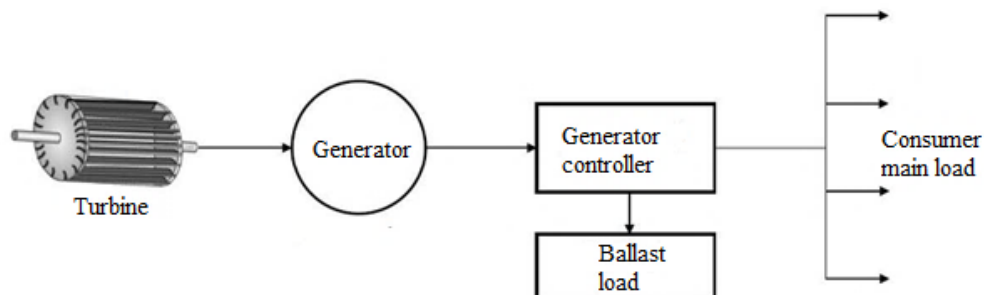 Turbine
Generator
Generator
controller
Ballast
load
Consumer
main load